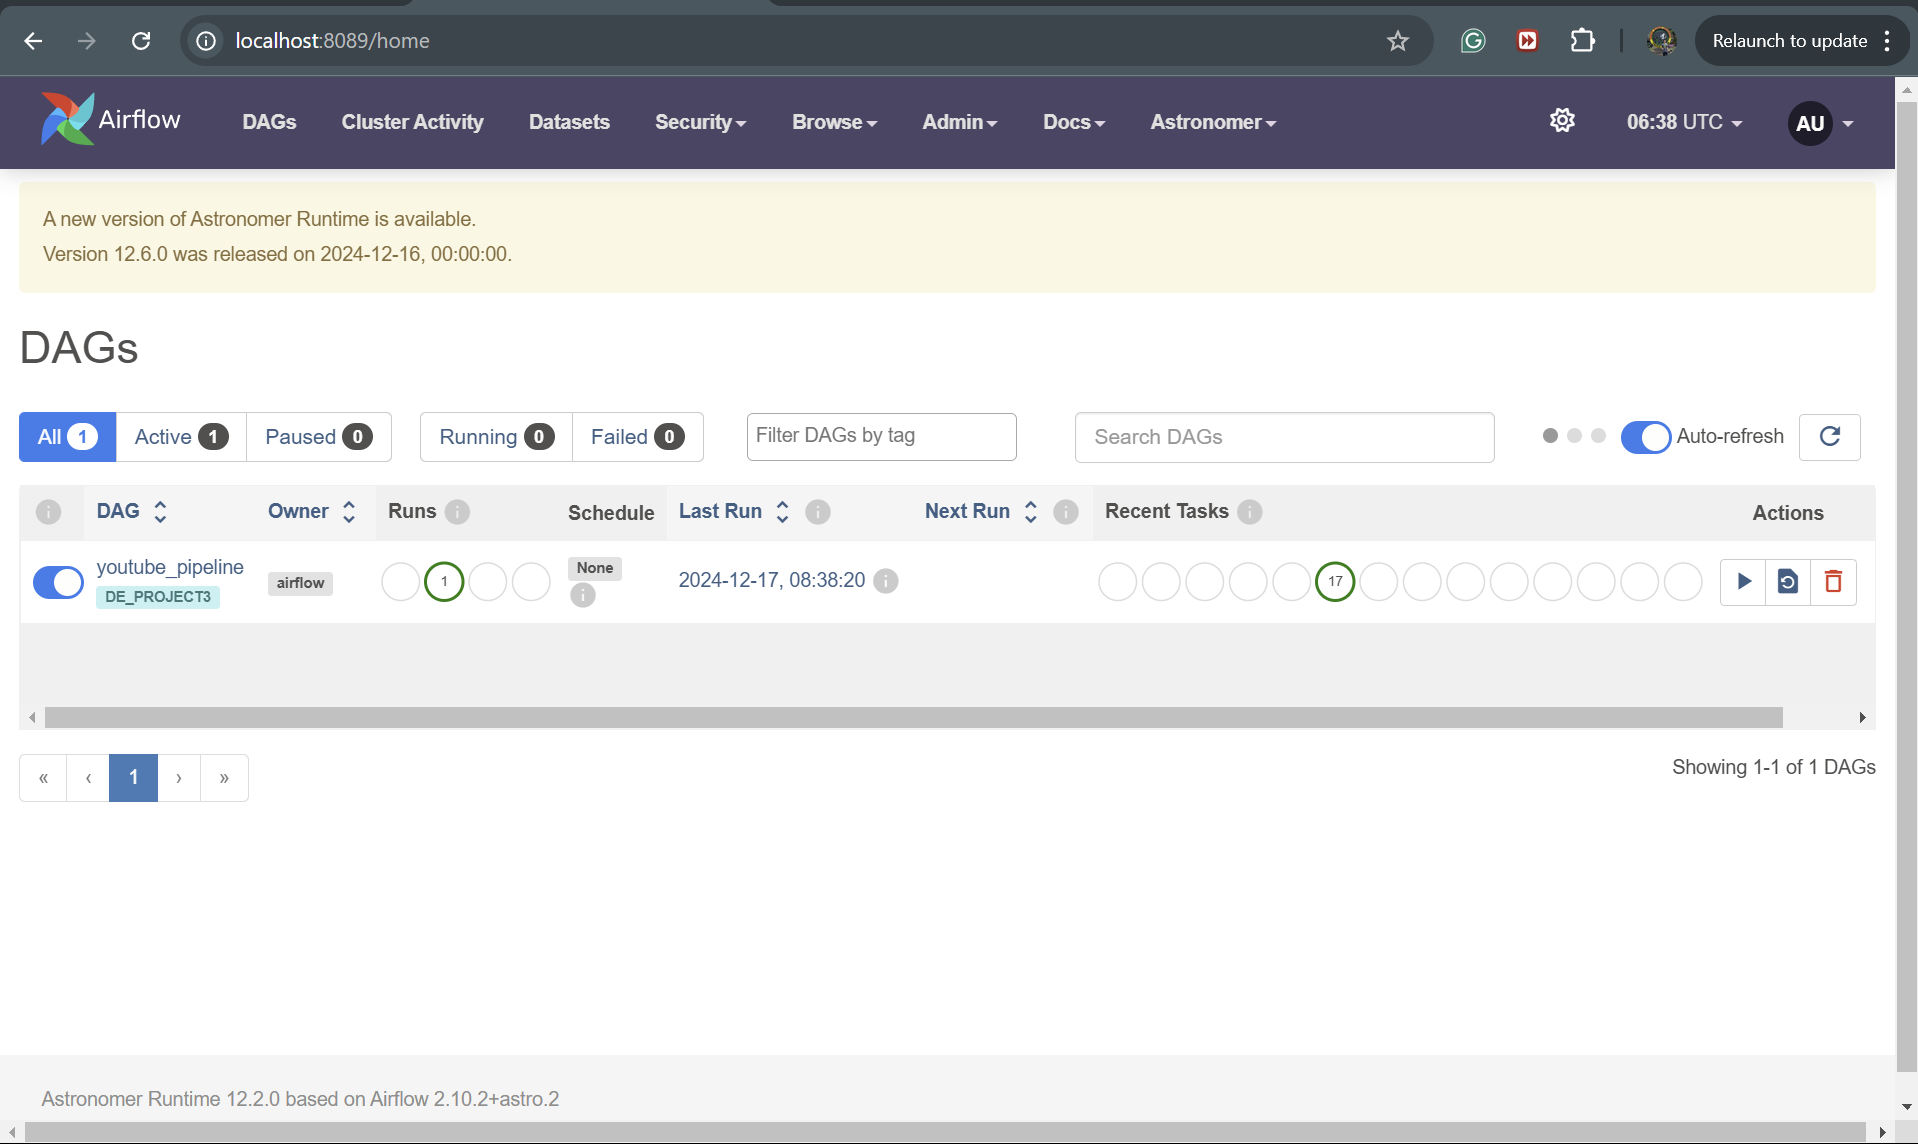 localhost:8089/home
Relaunch to update
Airflow DAGs Cluster Activity Datasets Security Browse Admin Docs Astronomer 06:38 UTC AU
A new version of Astronomer Runtime is available.
Version 12.6.0 was released on 2024-12-16, 00:00:00.
DAGs
All 1 Active 1 Paused 0 Running 0 Failed 0 Filter DAGs by tag Search DAGs Auto-refresh
DAG Owner Runs Schedule Last Run Next Run Recent Tasks Actions
youtube_pipeline airflow 1 None 2024-12-17, 08:38:20 17
DE_PROJECT3
« ‹ 1 › »
Showing 1-1 of 1 DAGs
Astronomer Runtime 12.2.0 based on Airflow 2.10.2+astro.2